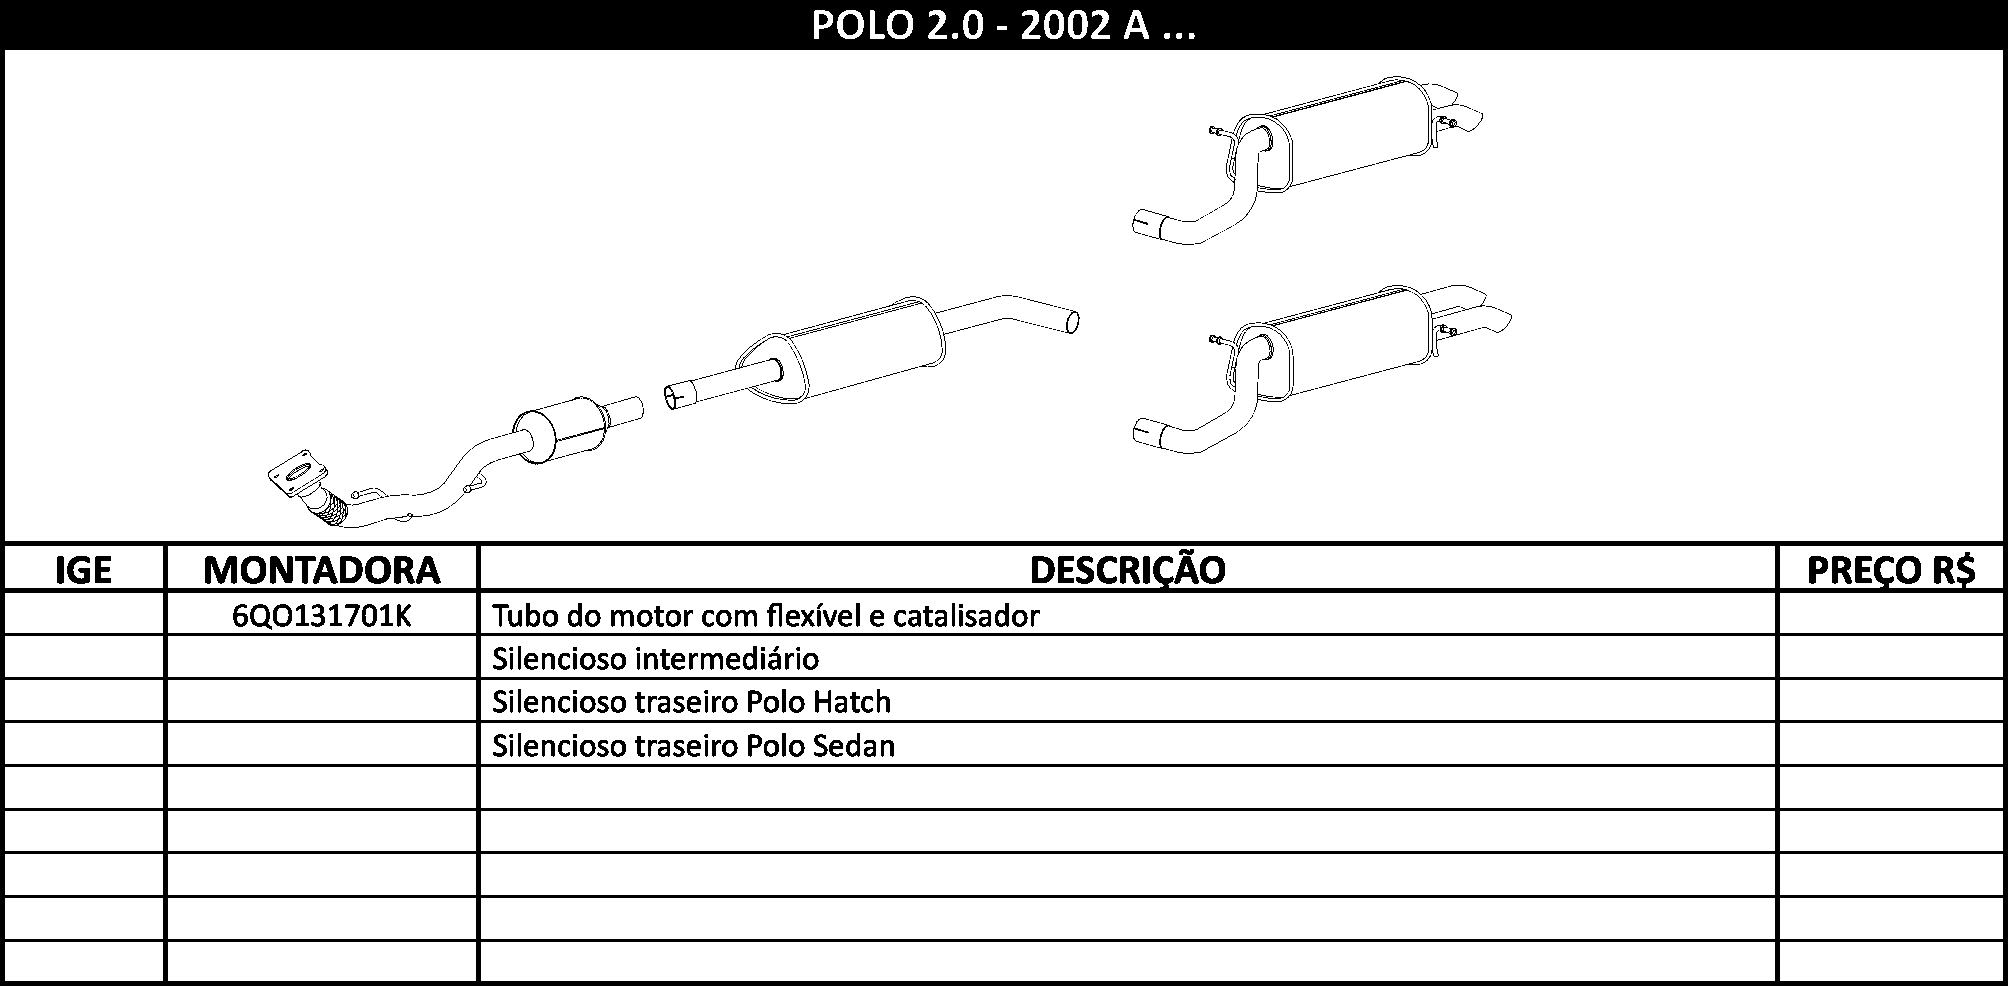 POLO 2.0 - 2002 A ...
IGE MONTADORA DESCRIÇÃO PREÇO R$
6QO131701K Tubo do motor com flexível e catalisador
Silencioso intermediário
Silencioso traseiro Polo Hatch
Silencioso traseiro Polo Sedan